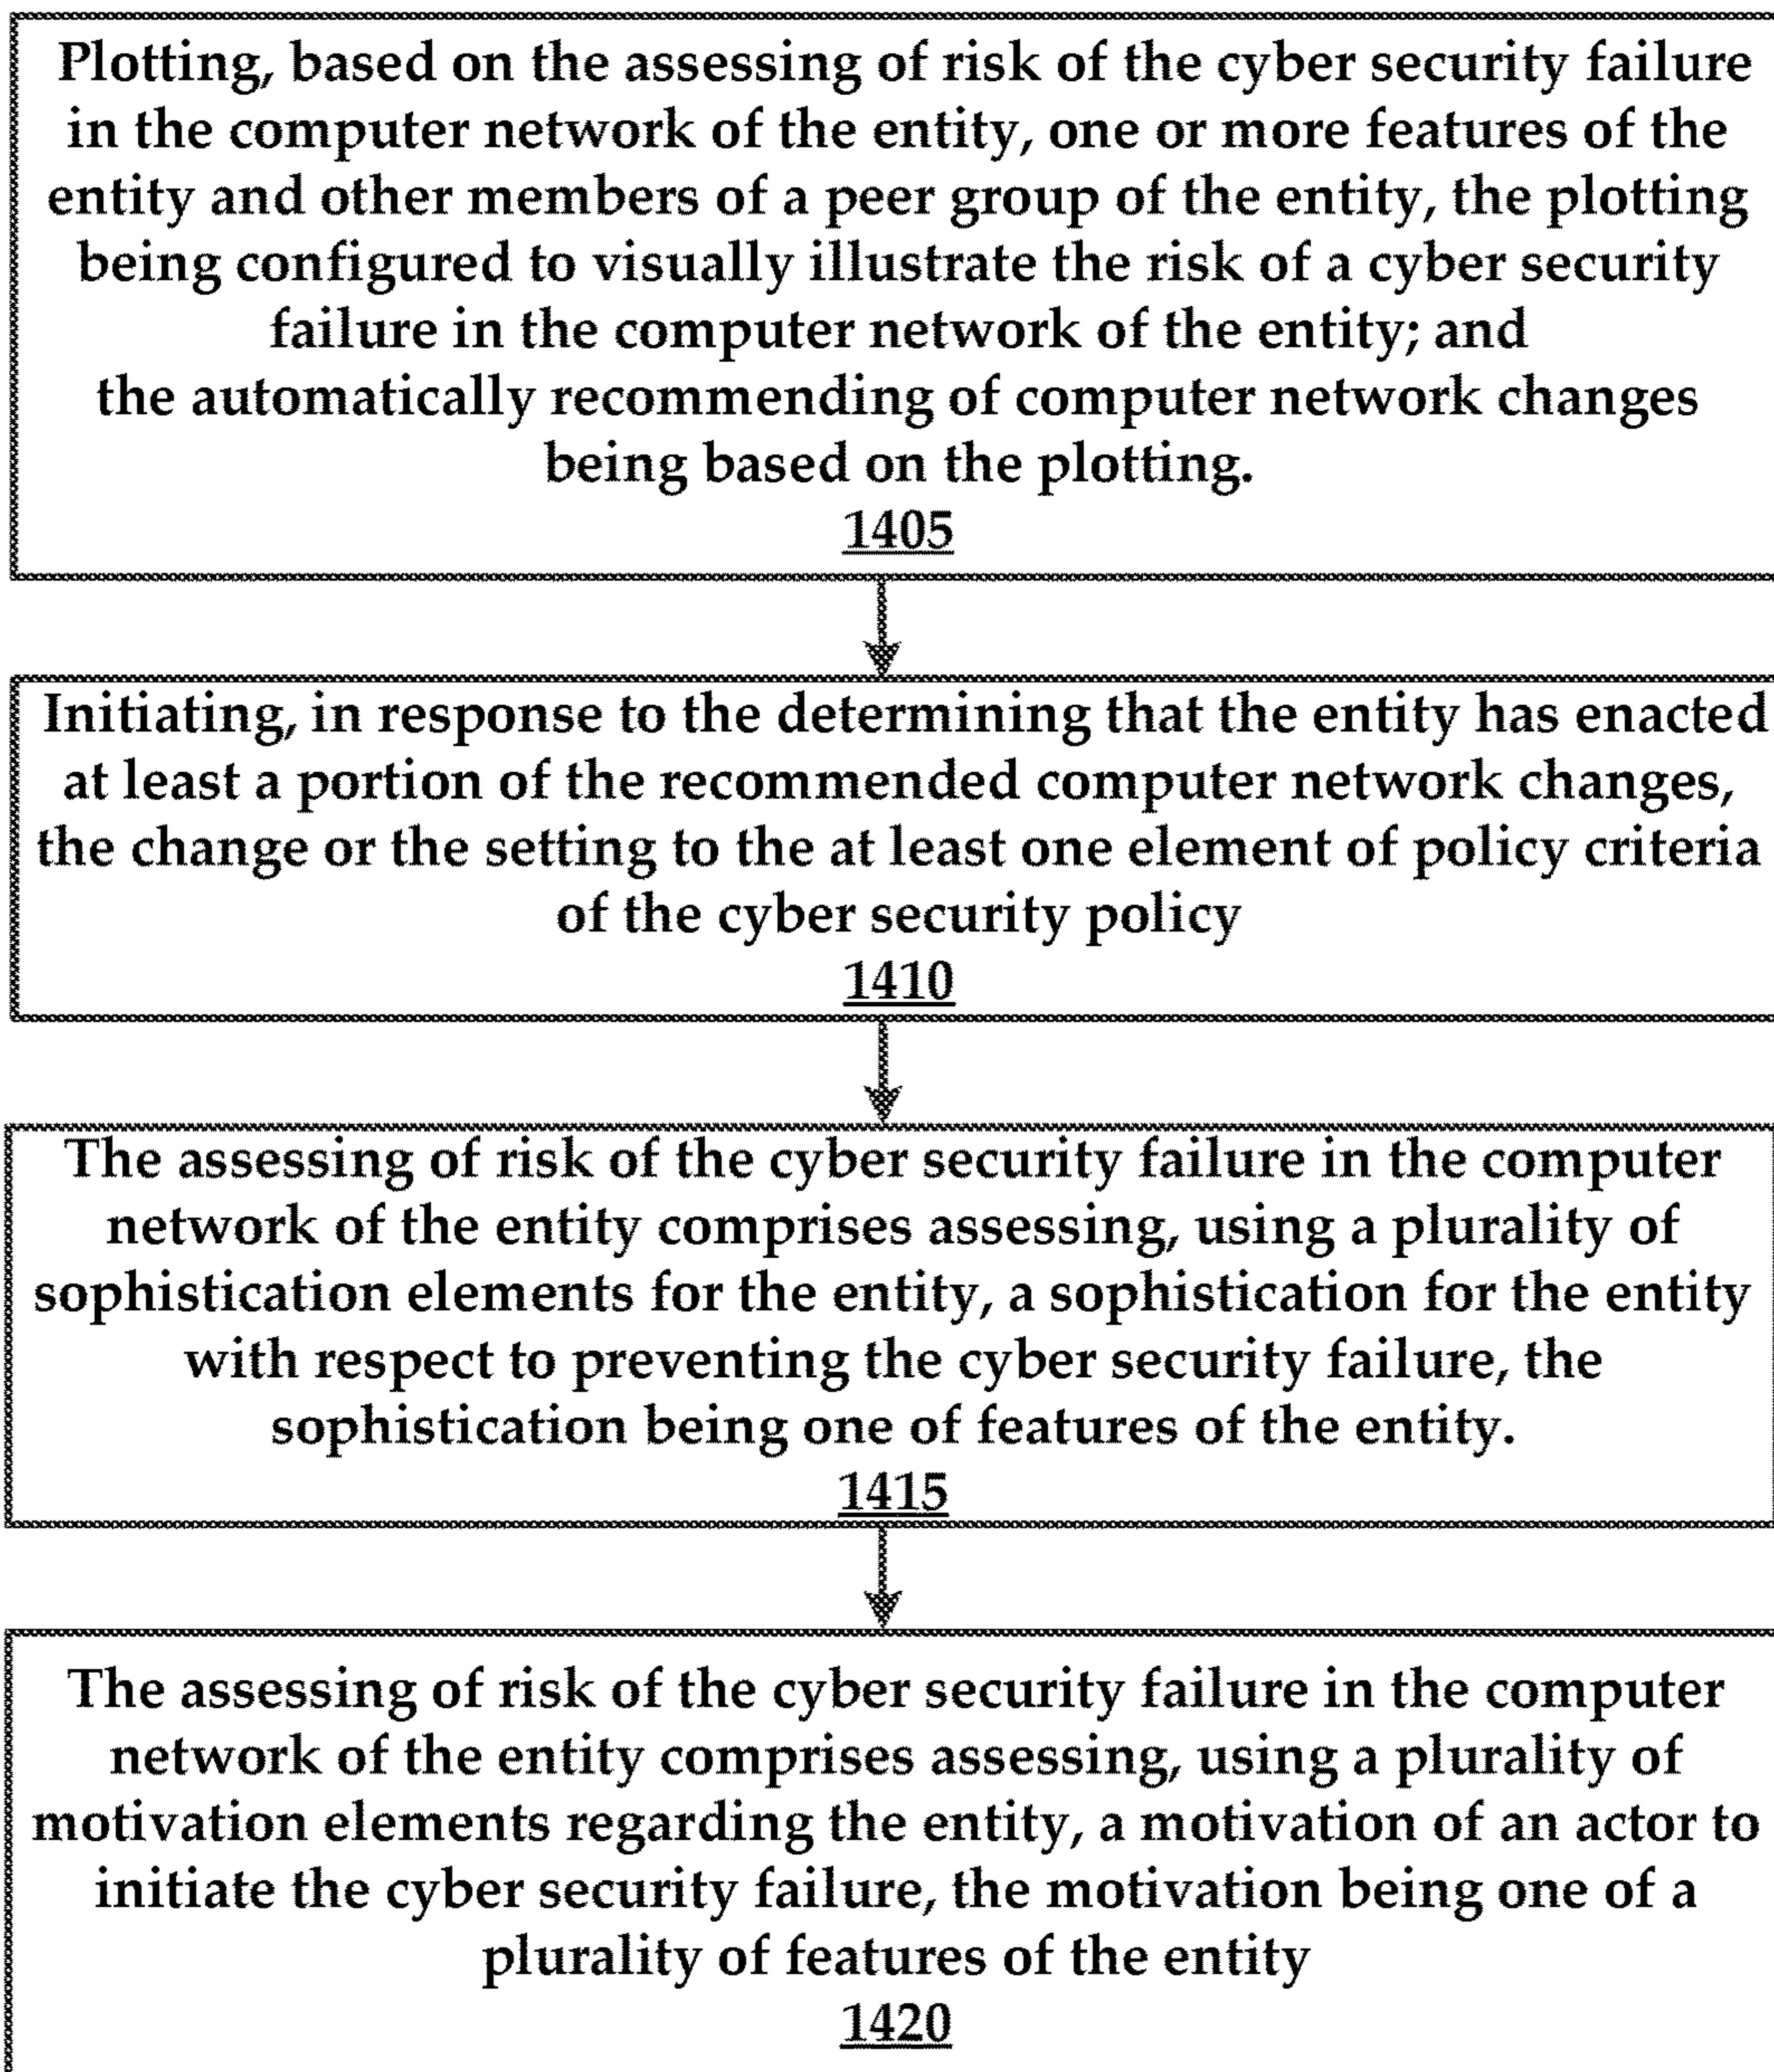 Plotting, based on the assessing of risk of the cyber security failure
in the computer network of the entity, one or more features of the
entity and other members of a peer group of the entity, the plotting
being configured to visually illustrate the risk of a cyber security
failure in the computer network of the entity; and
the automatically recommending of computer network changes
being based on the plotting.
1405
Initiating, in response to the determining that the entity has enacted
at least a portion of the recommended computer network changes,
the change or the setting to the at least one element of policy criteria
of the cyber security policy
1410
The assessing of risk of the cyber security failure in the computer
network of the entity comprises assessing, using a plurality of
sophistication elements for the entity, a sophistication for the entity
with respect to preventing the cyber security failure, the
sophistication being one of features of the entity.
1415
The assessing of risk of the cyber security failure in the computer
network of the entity comprises assessing, using a plurality of
motivation elements regarding the entity, a motivation of an actor to
initiate the cyber security failure, the motivation being one of a
plurality of features of the entity
1420